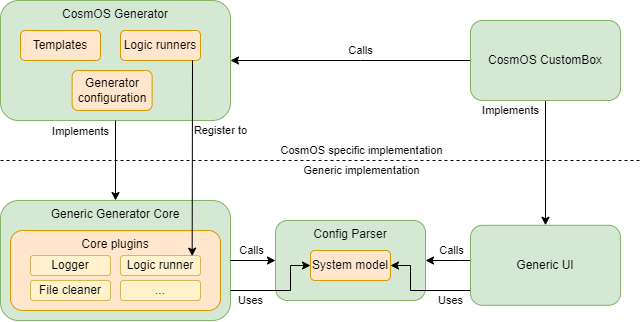 CosmOS Generator
Templates
Logic runners
Generator
configuration
Calls
CosmOS CustomBox
Implements
Register to
Implements
CosmOS specific implementation
Generic implementation
Generic Generator Core
Core plugins
Logger
Logic runner
File cleaner
...
Calls
Uses
Config Parser
System model
Calls
Uses
Generic UI